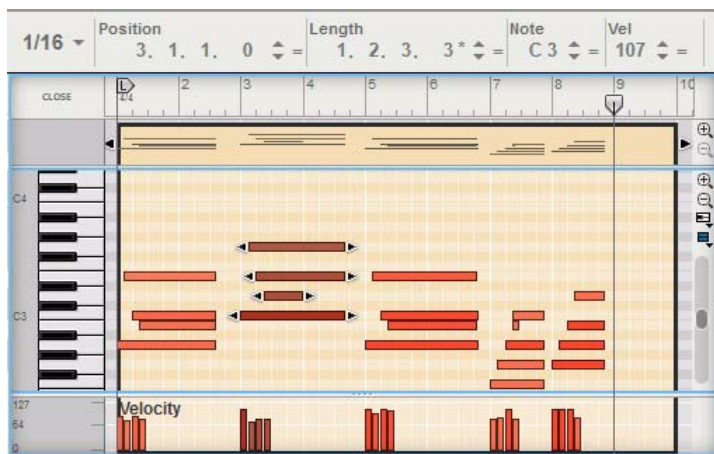 Position Length Note Vel
1/16 3. 1. 1. 0 = 1. 2. 3. 3* = C 3 = 107 =
CLOSE L 2 3 4 5 6 7 8 9 10
4/4
C4
C3
127 Velocity
64
0